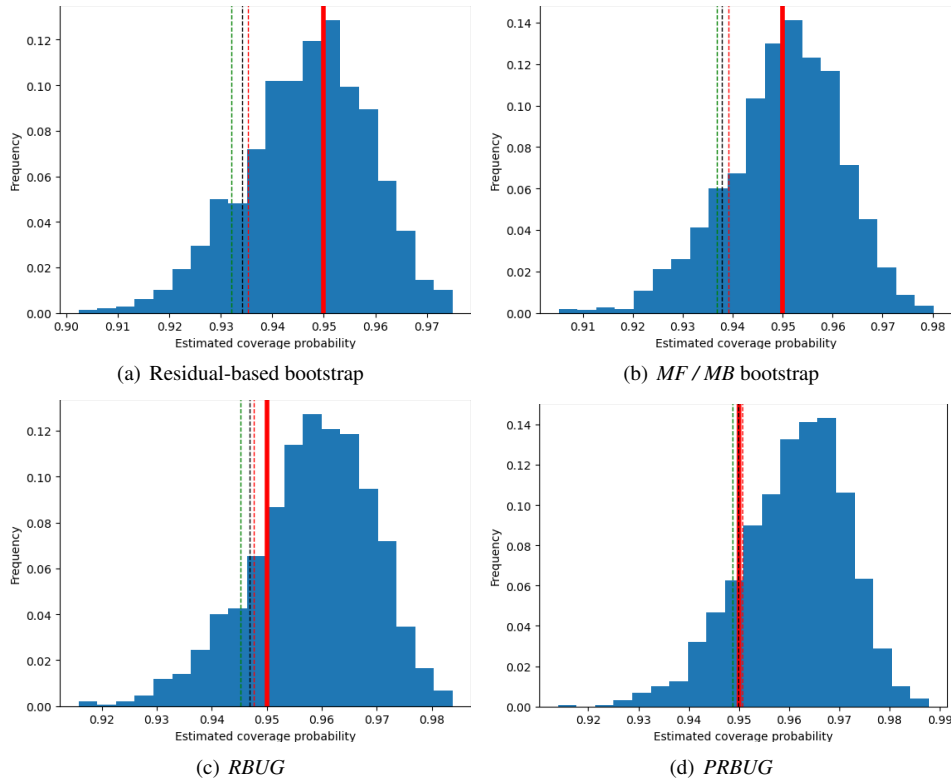 Frequency
0.12
0.10
0.08
0.06
0.04
0.02
0.00
0.90 0.91 0.92 0.93 0.94 0.95 0.96 0.97
Estimated coverage probability
(a) Residual-based bootstrap
Frequency
0.14
0.12
0.10
0.08
0.06
0.04
0.02
0.00
0.91 0.92 0.93 0.94 0.95 0.96 0.97 0.98
Estimated coverage probability
(b) MF / MB bootstrap
Frequency
0.12
0.10
0.08
0.06
0.04
0.02
0.00
0.92 0.93 0.94 0.95 0.96 0.97 0.98
Estimated coverage probability
(c) RBUG
Frequency
0.14
0.12
0.10
0.08
0.06
0.04
0.02
0.00
0.92 0.93 0.94 0.95 0.96 0.97 0.98 0.99
Estimated coverage probability
(d) PRBUG